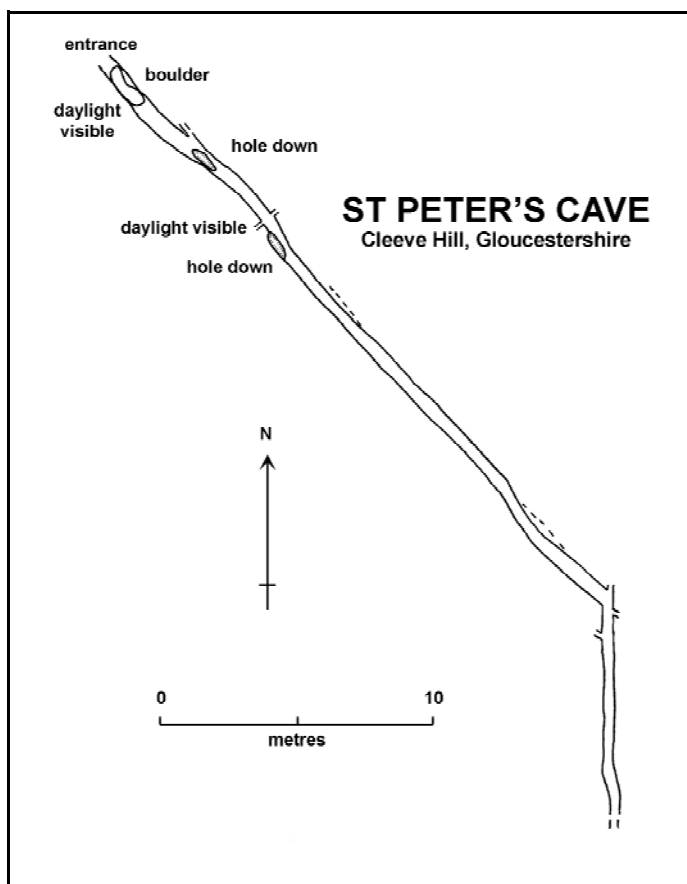 entrance
boulder
daylight
visible
hole down
ST PETER'S CAVE
Cleeve Hill, Gloucestershire
daylight visible
hole down
N
0 10
metres